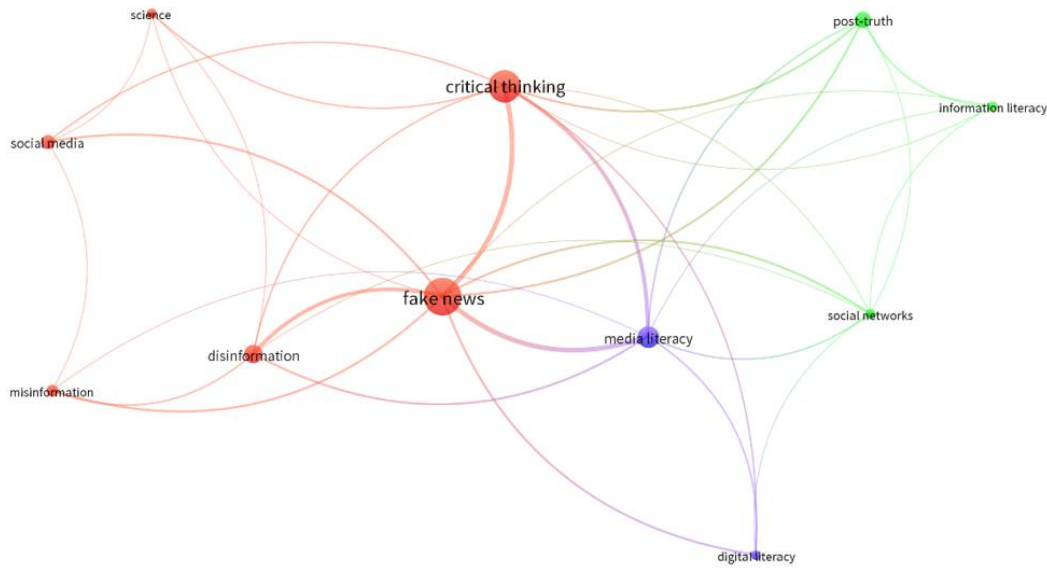 science
post-truth
critical thinking
information literacy
social media
fake news
social networks
media literacy
disinformation
misinformation
digital literacy